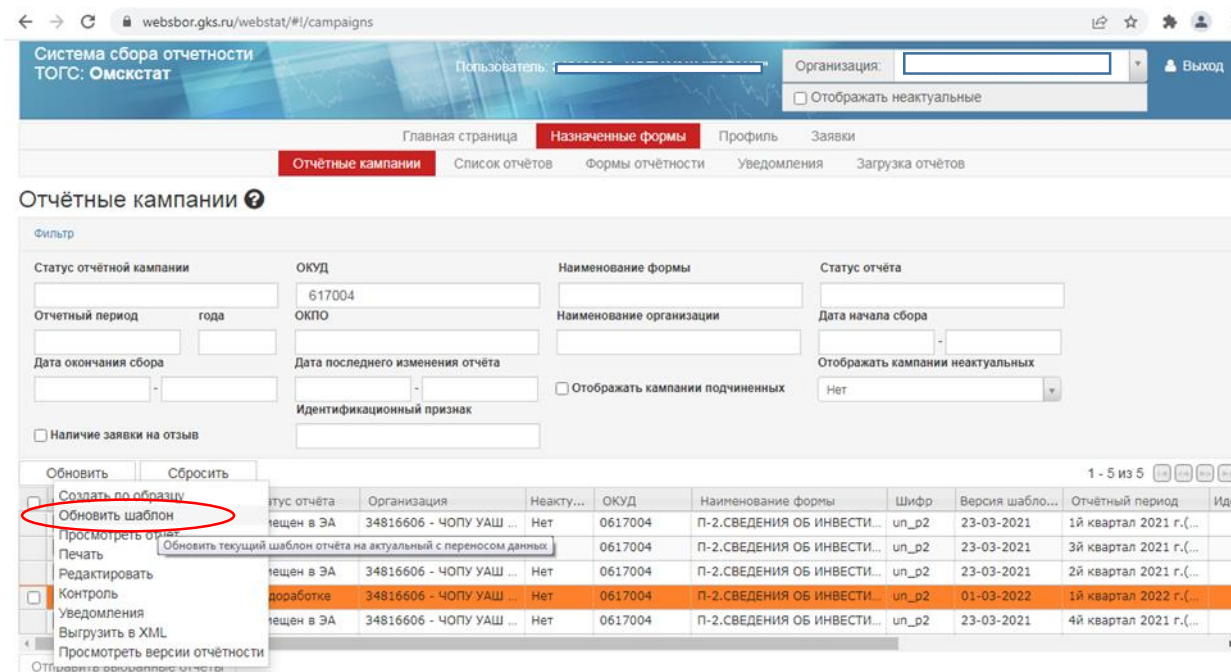 websbor.gks.ru/webstat/#!/campaigns
Система сбора отчетности
ТОГС: Омскстат
Пользователь:
Организация:
Выход
Отображать неактуальные
Главная страница Назначенные формы Профиль Заявки
Отчётные кампании Список отчётов Формы отчётности Уведомления Загрузка отчётов
Отчётные кампании ?
Фильтр
Статус отчётной кампании ОКУД Наименование формы Статус отчёта
617004
Отчетный период года ОКПО Наименование организации Дата начала сбора
-
Дата окончания сбора Дата последнего изменения отчёта Отображать кампании неактуальных
- - Отображать кампании подчиненных Нет
Идентификационный признак
Наличие заявки на отзыв
Обновить Сбросить 1 - 5 из 5
Создать по образцу
Обновить шаблон
Просмотреть отчет
Обновить текущий шаблон отчёта на актуальный с переносом данных
Печать
Редактировать
Контроль
Уведомления
Выгрузить в XML
Просмотреть версии отчётности
атус отчёта Организация Неакту... ОКУД Наименование формы Шифр Версия шабло... Отчётный период Ид
мещен в ЭА 34816606 - ЧОПУ УАШ ... Нет 0617004 П-2.СВЕДЕНИЯ ОБ ИНВЕСТИ... un_p2 23-03-2021 1й квартал 2021 г.(...
0617004 П-2.СВЕДЕНИЯ ОБ ИНВЕСТИ... un_p2 23-03-2021 3й квартал 2021 г.(...
мещен в ЭА 34816606 - ЧОПУ УАШ ... Нет 0617004 П-2.СВЕДЕНИЯ ОБ ИНВЕСТИ... un_p2 23-03-2021 2й квартал 2021 г.(...
доработке 34816606 - ЧОПУ УАШ ... Нет 0617004 П-2.СВЕДЕНИЯ ОБ ИНВЕСТИ... un_p2 01-03-2022 1й квартал 2022 г.(...
мещен в ЭА 34816606 - ЧОПУ УАШ ... Нет 0617004 П-2.СВЕДЕНИЯ ОБ ИНВЕСТИ... un_p2 23-03-2021 4й квартал 2021 г.(...
Отправить выбранные отчеты